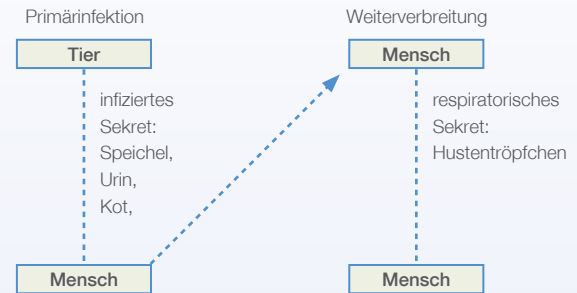 Primärinfektion
Tier
infiziertes
Sekret:
Speichel,
Urin,
Kot,
Mensch
Weiterverbreitung
Mensch
respiratorisches
Sekret:
Hustentröpfchen
Mensch